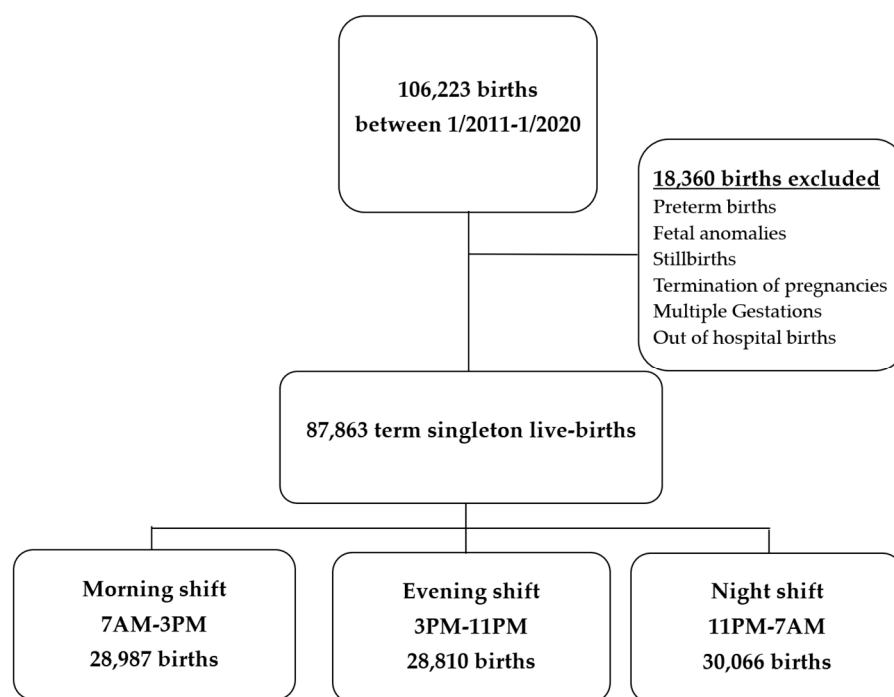 106,223 births
between 1/2011-1/2020
18,360 births excluded
Preterm births
Fetal anomalies
Stillbirths
Termination of pregnancies
Multiple Gestations
Out of hospital births
87,863 term singleton live-births
Morning shift
7AM-3PM
28,987 births
Evening shift
3PM-11PM
28,810 births
Night shift
11PM-7AM
30,066 births